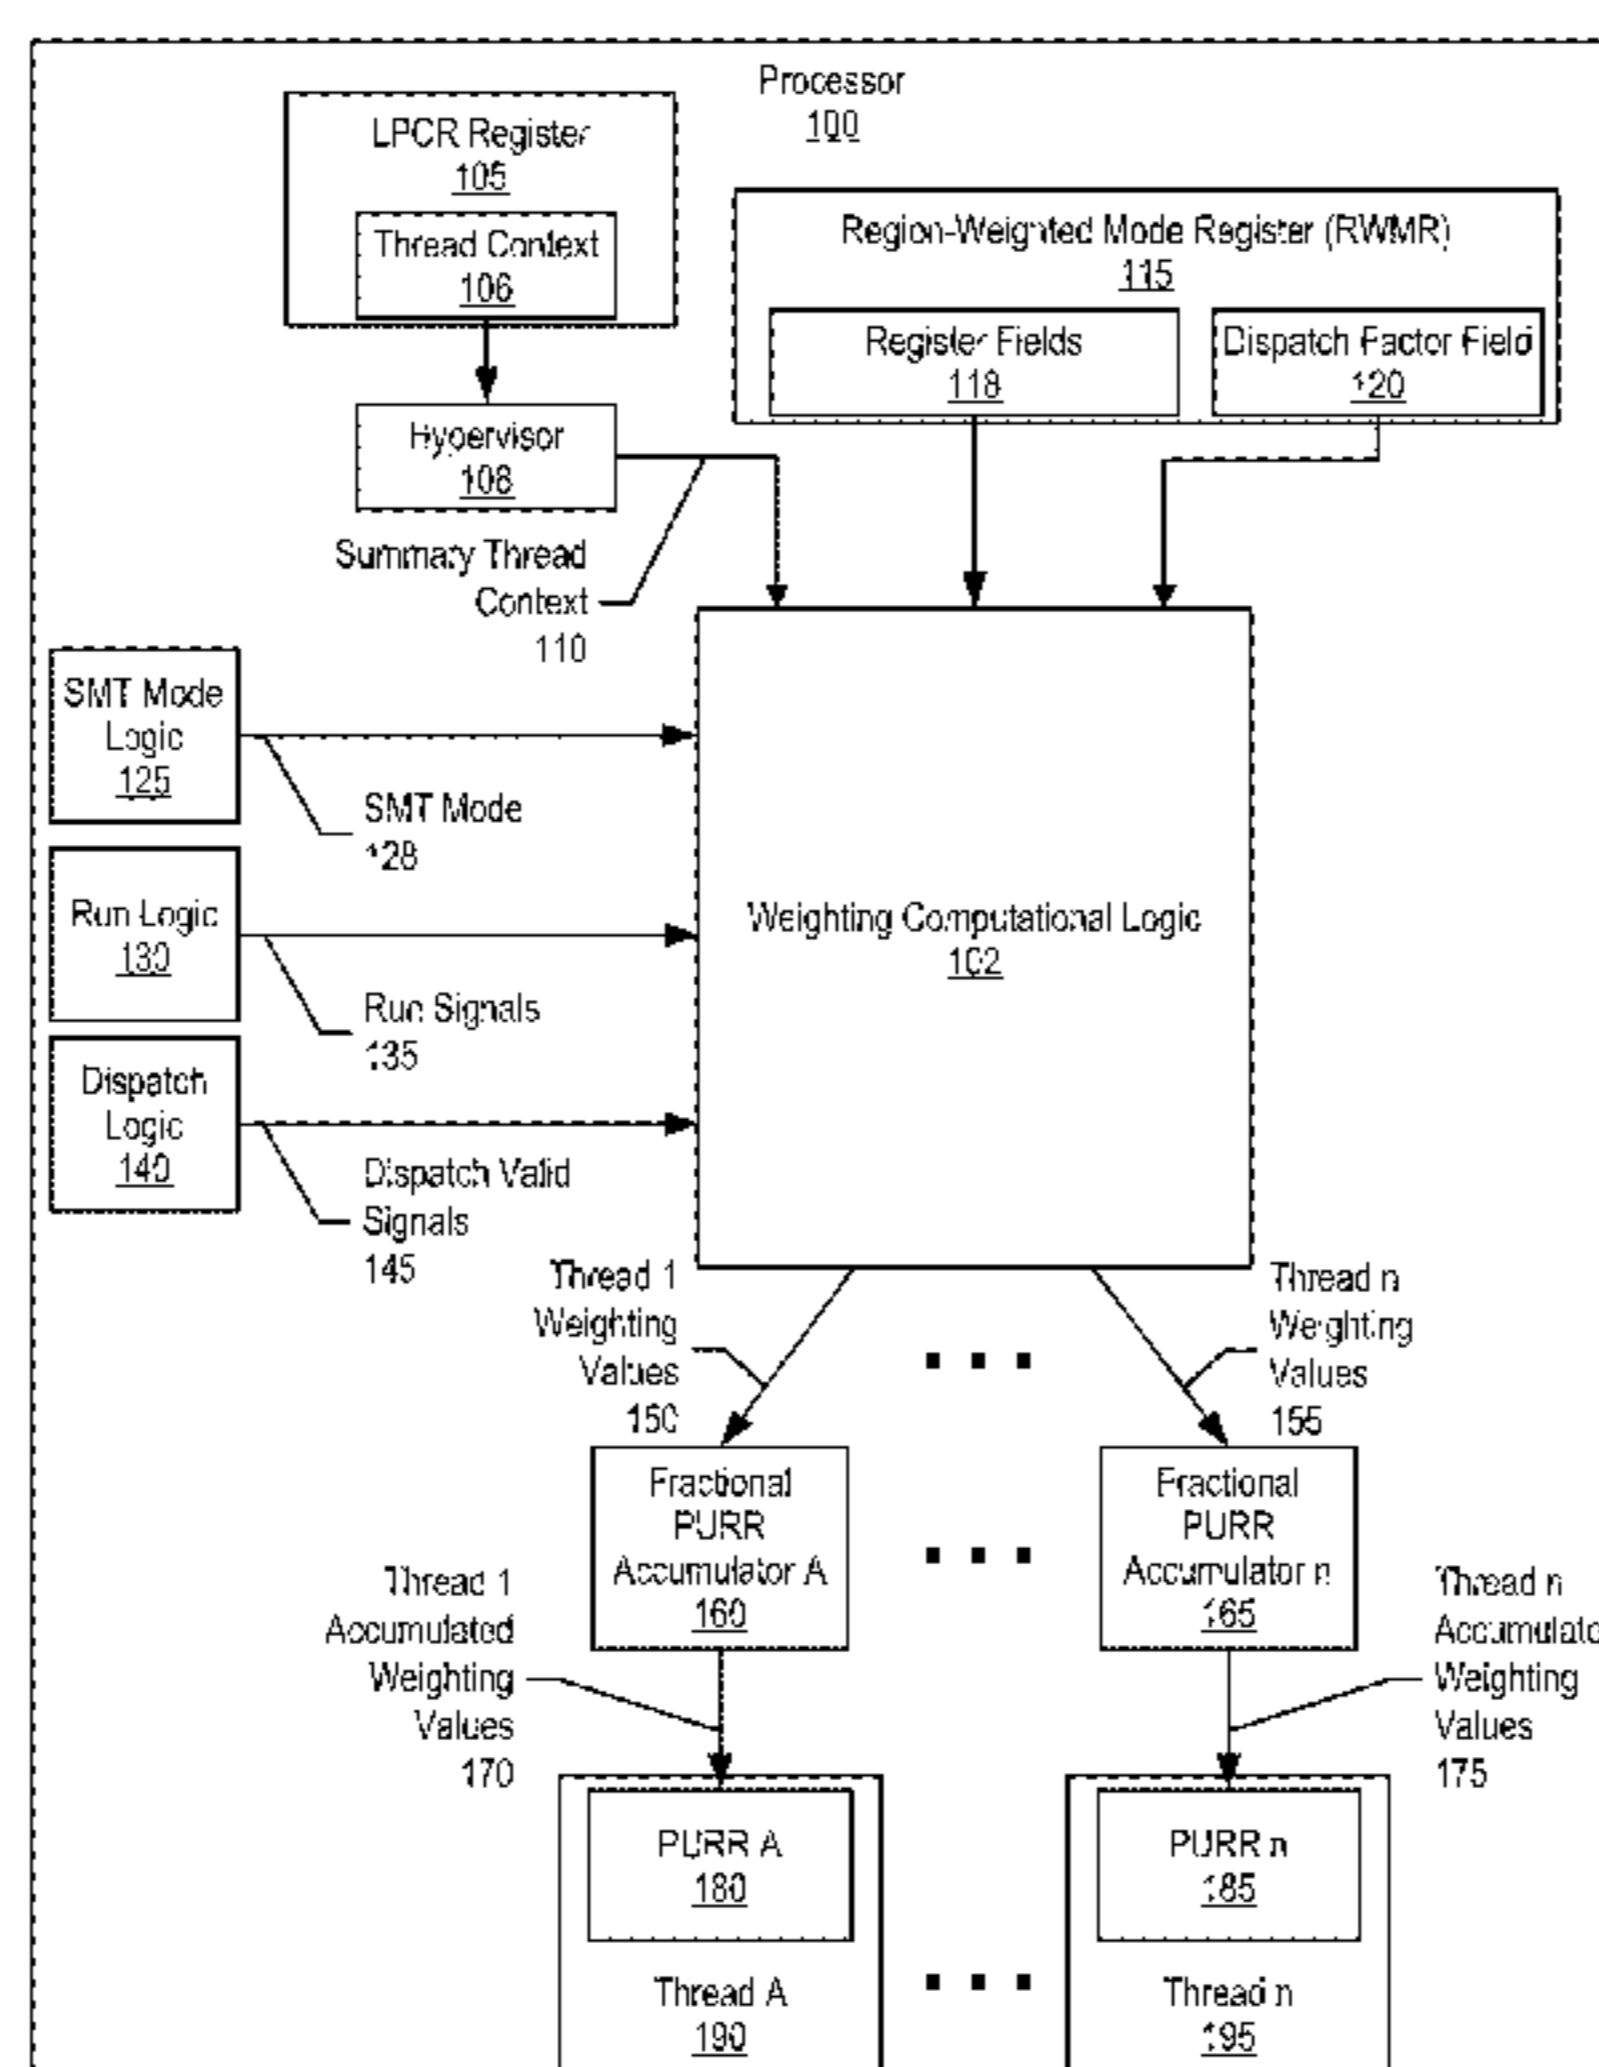 Processor
100
LPCR Register
105
Thread Context
106
Region-Weighted Mode Register (RWMR)
115
Register Fields
118
Dispatch Factor Field
120
Hypervisor
108
Summary Thread
Context
110
SMT Mode
Logic
125
SMT Mode
128
Run Logic
130
Run Signals
135
Dispatch
Logic
140
Dispatch Valid
Signals
145
Weighting Computational Logic
102
Thread 1
Weighting
Values
150
Thread n
Weighting
Values
155
Fractional
PURR
Accumulator A
160
Fractional
PURR
Accumulator n
165
Thread 1
Accumulated
Weighting
Values
170
Thread n
Accumulate
Weighting
Values
175
PURR A
180
PURR n
185
Thread A
190
Thread n
195